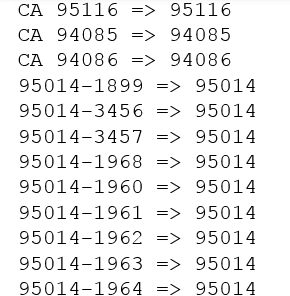 CA 95116 => 95116
CA 94085 => 94085
CA 94086 => 94086
95014-1899 => 95014
95014-3456 => 95014
95014-3457 => 95014
95014-1968 => 95014
95014-1960 => 95014
95014-1961 => 95014
95014-1962 => 95014
95014-1963 => 95014
95014-1964 => 95014